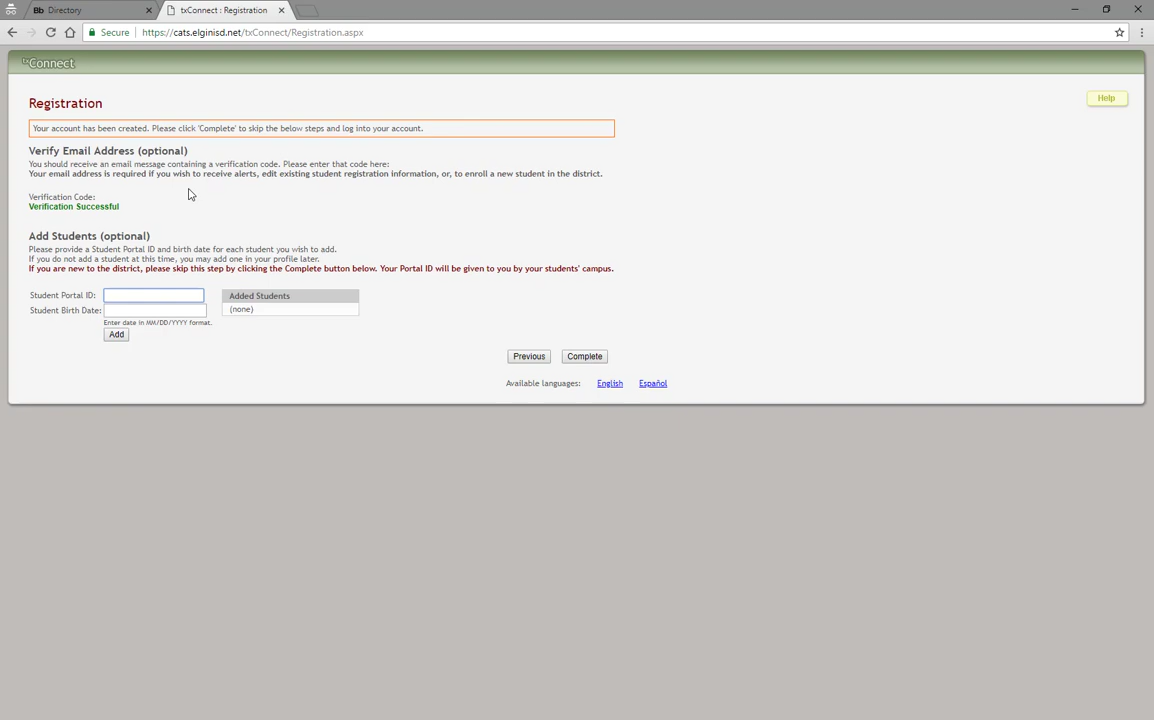 Bb Directory
txConnect : Registration
Secure https://cats.elginisd.net/txConnect/Registration.aspx
txConnect
Registration
Help
Your account has been created. Please click 'Complete' to skip the below steps and log into your account.
Verify Email Address (optional)
You should receive an email message containing a verification code. Please enter that code here:
Your email address is required if you wish to receive alerts, edit existing student registration information, or, to enroll a new student in the district.
Verification Code:
Verification Successful
Add Students (optional)
Please provide a Student Portal ID and birth date for each student you wish to add.
If you do not add a student at this time, you may add one in your profile later.
If you are new to the district, please skip this step by clicking the Complete button below. Your Portal ID will be given to you by your students' campus.
Student Portal ID:
Added Students
Student Birth Date:
(none)
Enter date in MM/DD/YYYY format.
Add
Previous Complete
Available languages: English Español